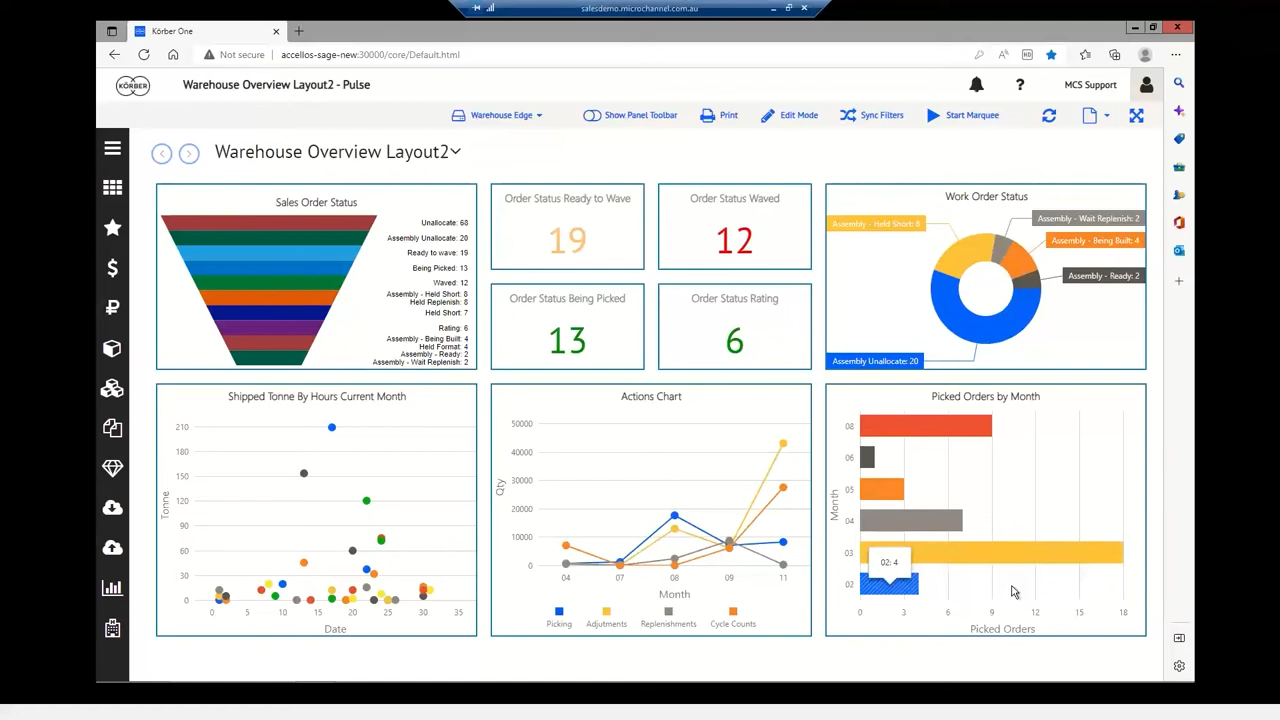 salesdemo.microchannel.com.au
Körber One
Not secure
accellos-sage-new:30000/core/Default.html
KÖRBER
Warehouse Overview Layout2 - Pulse
MCS Support
Warehouse Edge
Show Panel Toolbar
Print
Edit Mode
Sync Filters
Start Marquee
Warehouse Overview Layout2
Sales Order Status
Unallocate: 68
Assembly Unallocate: 20
Ready to wave: 19
Being Picked: 13
Waved: 12
Assembly - Held Short: 8
Held Replenish: 8
Held Short: 7
Rating: 6
Assembly - Being Built: 4
Held Format: 4
Assembly - Ready: 2
Assembly - Wait Replenish: 2
Order Status Ready to Wave
19
Order Status Waved
12
Order Status Being Picked
13
Order Status Rating
6
Work Order Status
Assembly - Held Short: 8
Assembly - Wait Replenish: 2
Assembly - Being Built: 4
Assembly - Ready: 2
Assembly Unallocate: 20
Shipped Tonne By Hours Current Month
Tonne
210
180
150
120
90
60
30
0
0 5 10 15 20 25 30 35
Date
Actions Chart
Qty
50000
40000
30000
20000
10000
0
04 07 08 09 11
Month
Picking Adjutments Replenishments Cycle Counts
Picked Orders by Month
Month
08
06
05
04
03
02: 4
02
0 3 6 9 12 15 18
Picked Orders